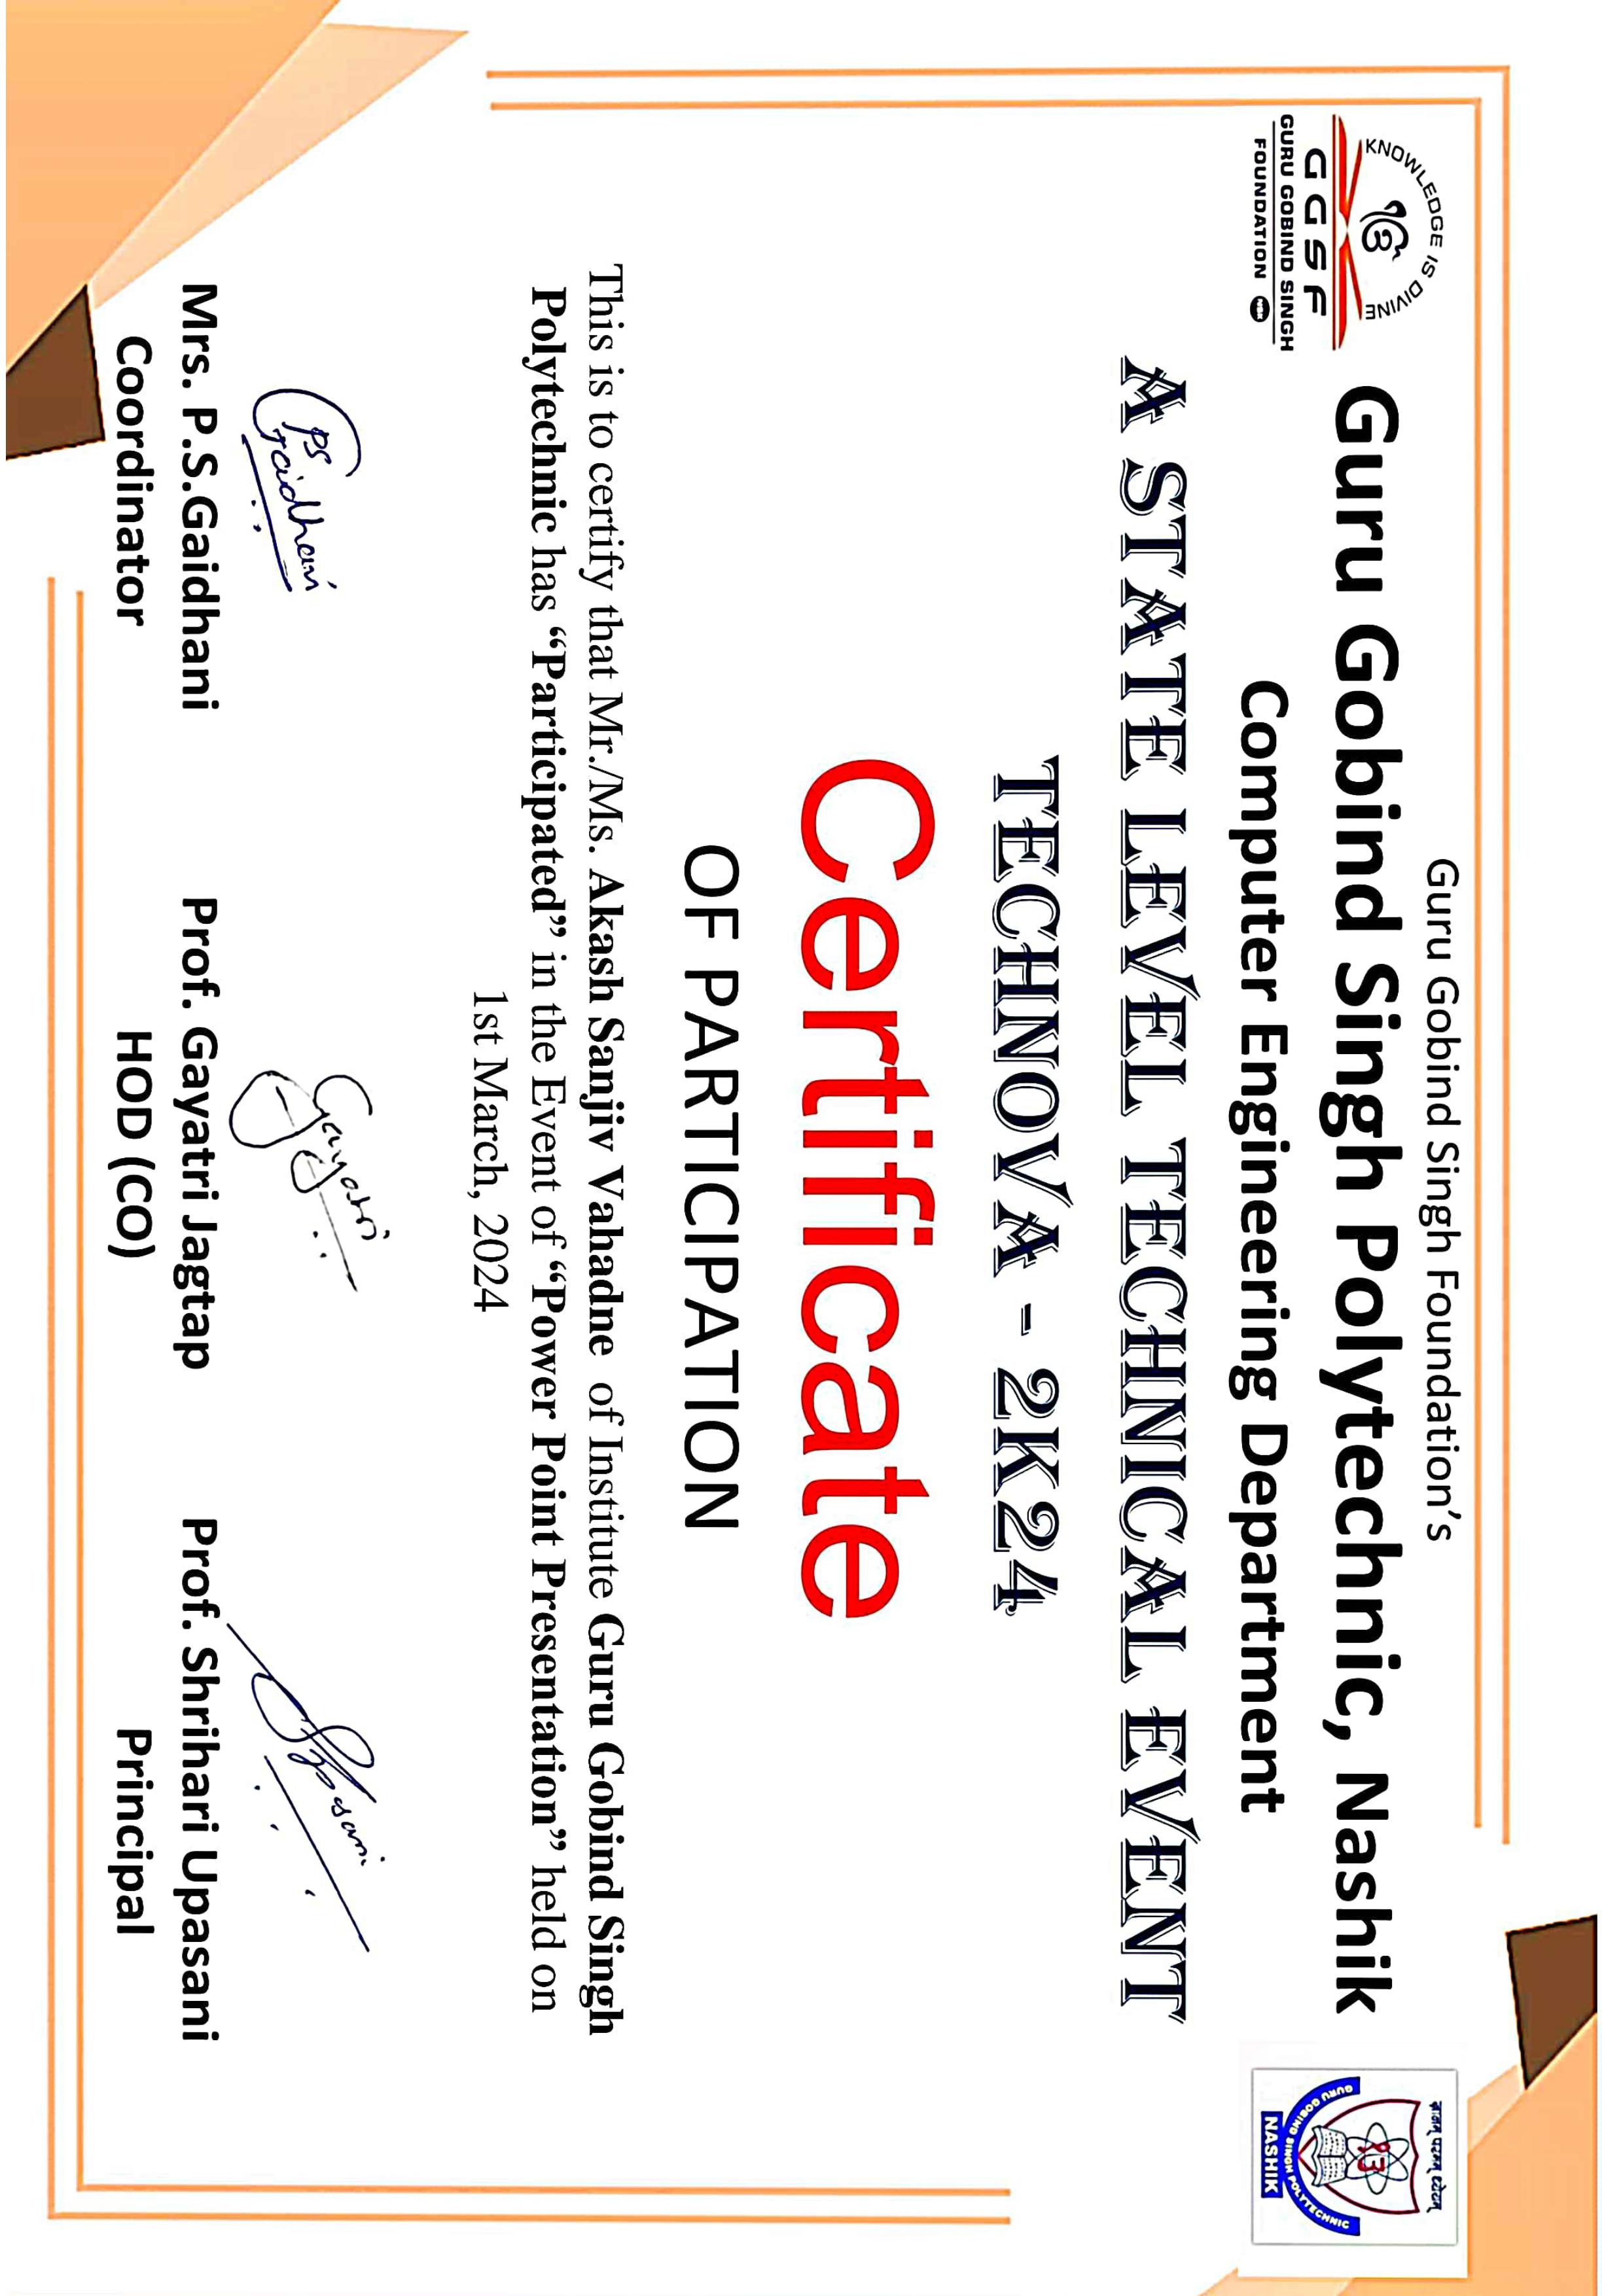 Guru Gobind Singh Foundation’s
KNOWLEDGE IS DIVINE
ੴ
GGSF
GURU GOBIND SINGH
FOUNDATION NSK
Guru Gobind Singh Polytechnic, Nashik
ज्ञानम् परमम् ध्येयम्
GURU GOBIND SINGH POLYTECHNIC
NASHIK
Computer Engineering Department
A STATE LEVEL TECHNICAL EVENT
TECHNOVA - 2K24
Certificate
OF PARTICIPATION
This is to certify that Mr./Ms. Akash Sanjiv Vahadne of Institute Guru Gobind Singh
Polytechnic has “Participated” in the Event of “Power Point Presentation” held on
1st March, 2024
PS Gaidhani
Gayatri
Upasani
Mrs. P.S.Gaidhani
Coordinator
Prof. Gayatri Jagtap
HOD (CO)
Prof. Shrihari Upasani
Principal